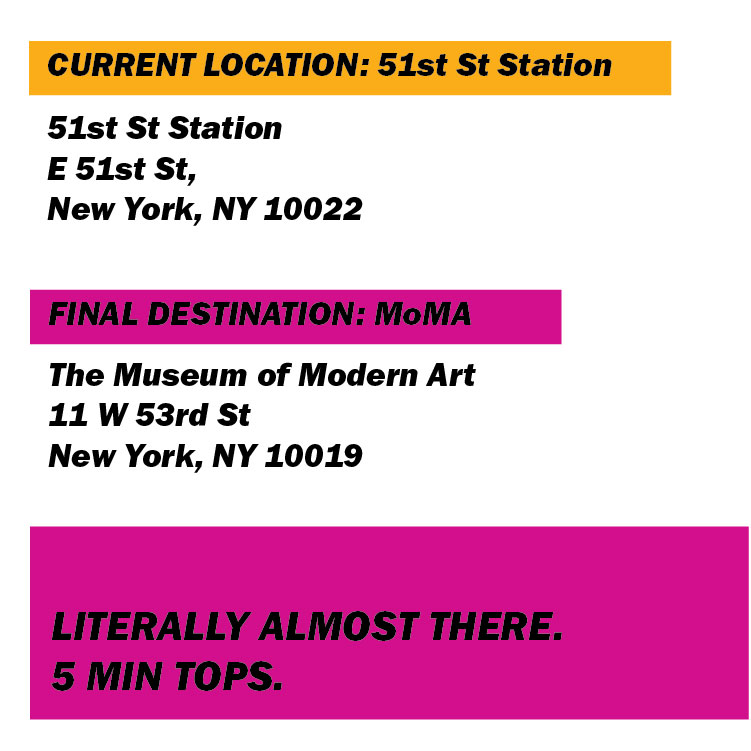 CURRENT LOCATION: 51st St Station
51st St Station
E 51st St,
New York, NY 10022
FINAL DESTINATION: MoMA
The Museum of Modern Art
11 W 53rd St
New York, NY 10019
LITERALLY ALMOST THERE.
5 MIN TOPS.